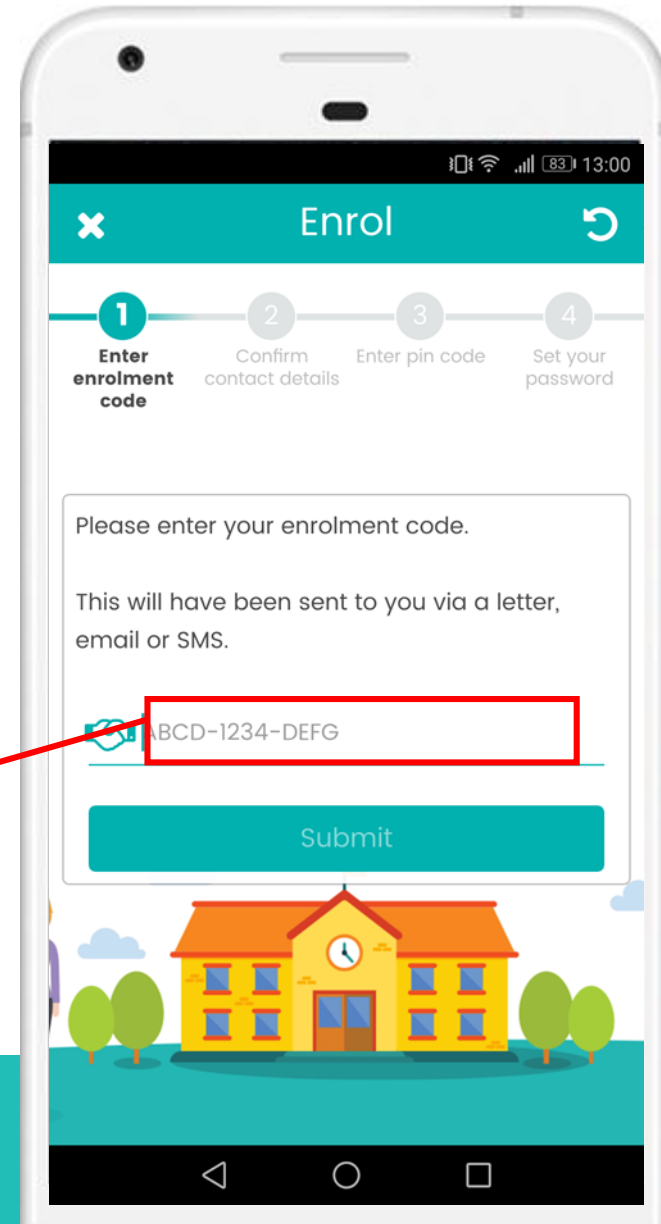 83 13:00
Enrol
1 2 3 4
Enter enrolment code
Confirm contact details
Enter pin code
Set your password
Please enter your enrolment code.
This will have been sent to you via a letter,
email or SMS.
ABCD-1234-DEFG
Submit